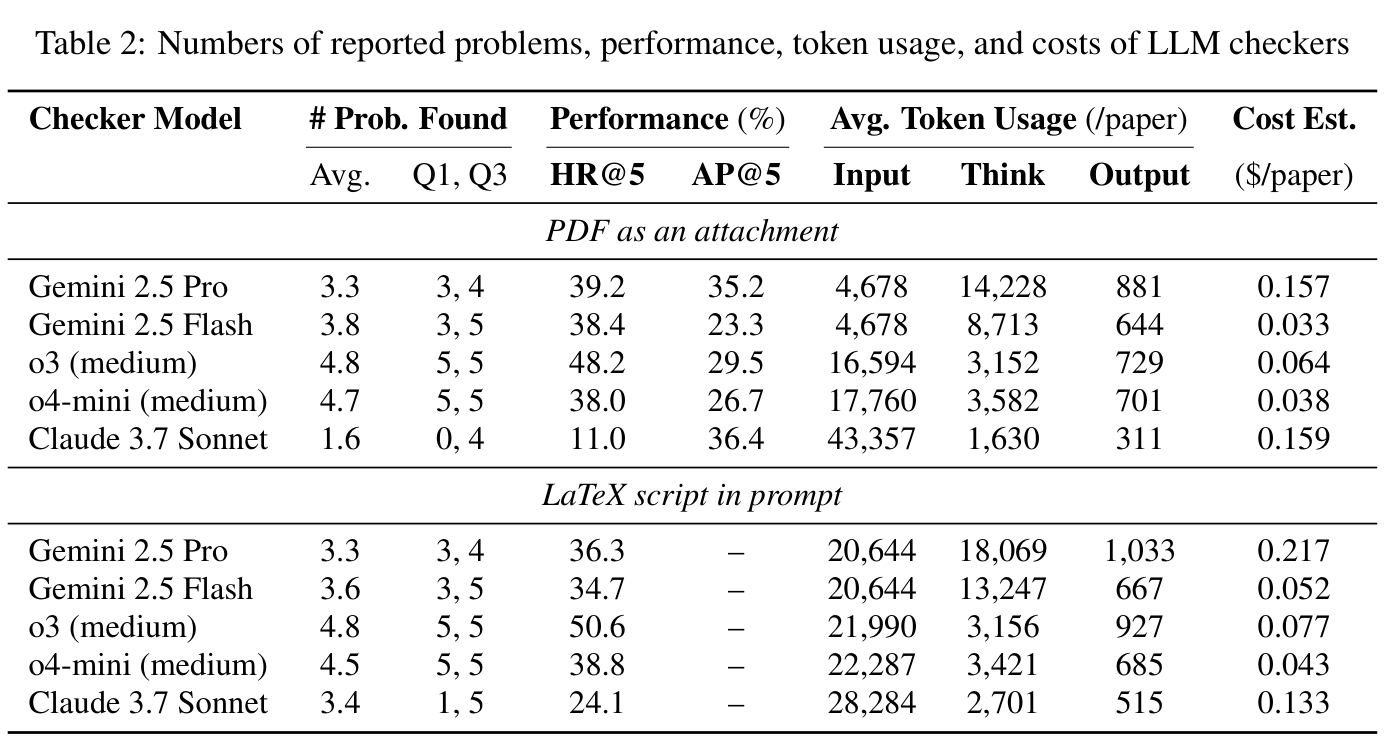 Table 2: Numbers of reported problems, performance, token usage, and costs of LLM checkers
Checker Model # Prob. Found Performance (%) Avg. Token Usage (/paper) Cost Est.
Avg. Q1, Q3 HR@5 AP@5 Input Think Output ($/paper)
PDF as an attachment
Gemini 2.5 Pro 3.3 3, 4 39.2 35.2 4,678 14,228 881 0.157
Gemini 2.5 Flash 3.8 3, 5 38.4 23.3 4,678 8,713 644 0.033
o3 (medium) 4.8 5, 5 48.2 29.5 16,594 3,152 729 0.064
o4-mini (medium) 4.7 5, 5 38.0 26.7 17,760 3,582 701 0.038
Claude 3.7 Sonnet 1.6 0, 4 11.0 36.4 43,357 1,630 311 0.159
LaTeX script in prompt
Gemini 2.5 Pro 3.3 3, 4 36.3 – 20,644 18,069 1,033 0.217
Gemini 2.5 Flash 3.6 3, 5 34.7 – 20,644 13,247 667 0.052
o3 (medium) 4.8 5, 5 50.6 – 21,990 3,156 927 0.077
o4-mini (medium) 4.5 5, 5 38.8 – 22,287 3,421 685 0.043
Claude 3.7 Sonnet 3.4 1, 5 24.1 – 28,284 2,701 515 0.133